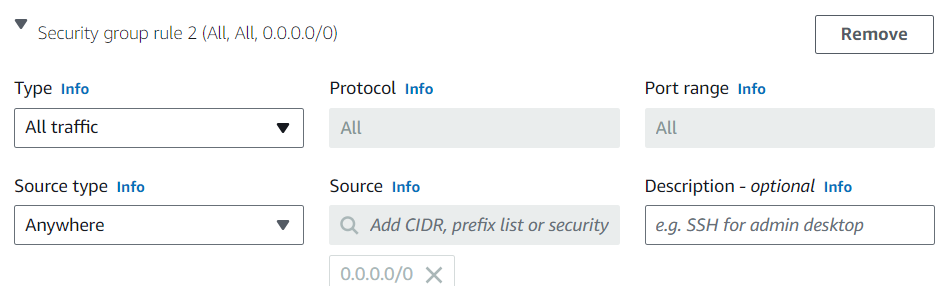 Security group rule 2 (All, All, 0.0.0.0/0)
Remove
Type Info
Protocol Info
Port range Info
All traffic
All
All
Source type Info
Source Info
Description - optional Info
Anywhere
Add CIDR, prefix list or security
e.g. SSH for admin desktop
0.0.0.0/0